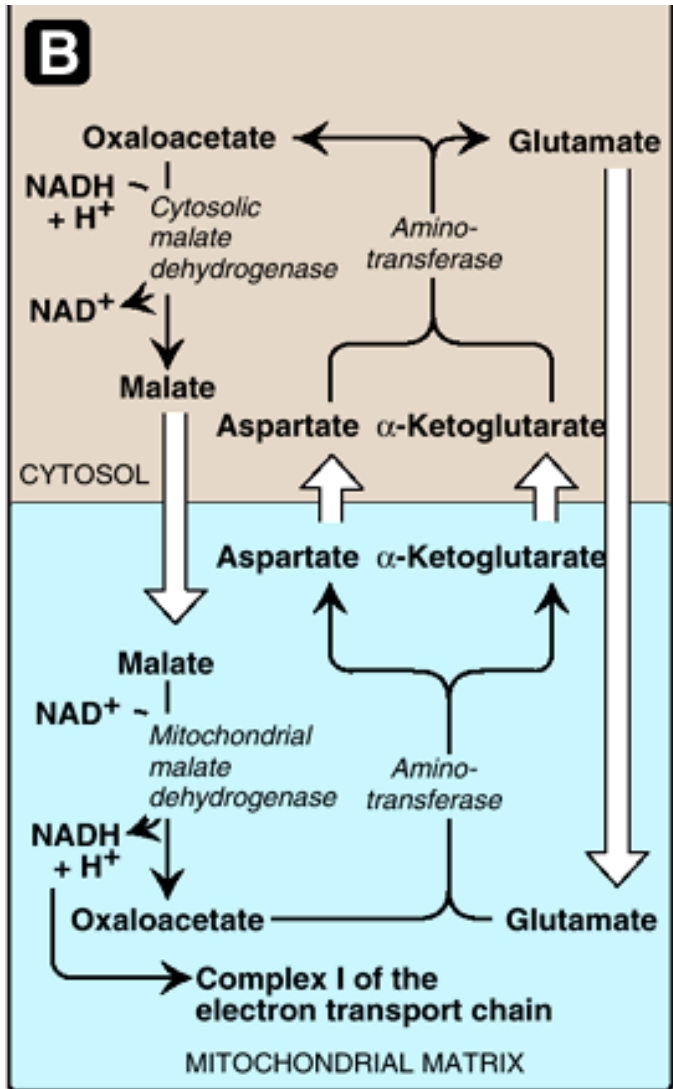 B
Oxaloacetate
Glutamate
NADH
+ H+
Cytosolic
malate
dehydrogenase
Amino-
transferase
NAD+
Malate
Aspartate
α-Ketoglutarate
CYTOSOL
Aspartate
α-Ketoglutarate
Malate
NAD+
Mitochondrial
malate
dehydrogenase
Amino-
transferase
NADH
+ H+
Oxaloacetate
Glutamate
Complex I of the
electron transport chain
MITOCHONDRIAL MATRIX